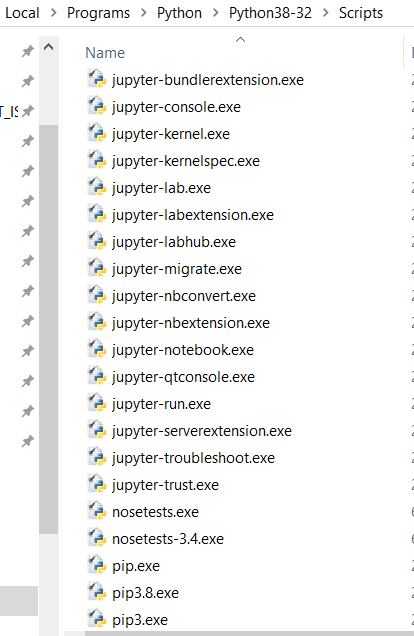 Local > Programs > Python > Python38-32 > Scripts
Name
jupyter-bundlerextension.exe
jupyter-console.exe
jupyter-kernel.exe
jupyter-kernelspec.exe
jupyter-lab.exe
jupyter-labextension.exe
jupyter-labhub.exe
jupyter-migrate.exe
jupyter-nbconvert.exe
jupyter-nbextension.exe
jupyter-notebook.exe
jupyter-qtconsole.exe
jupyter-run.exe
jupyter-serverextension.exe
jupyter-troubleshoot.exe
jupyter-trust.exe
nosetests.exe
nosetests-3.4.exe
pip.exe
pip3.8.exe
pip3.exe